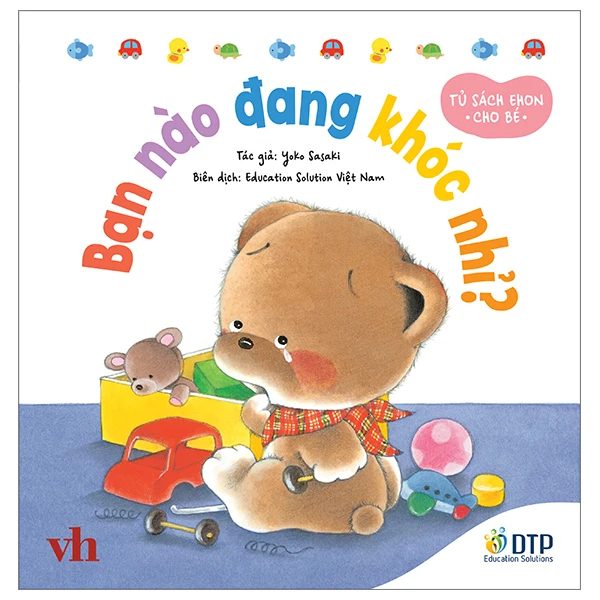 Bạn nào đang khóc nhỉ?
TỦ SÁCH EHON
• CHO BÉ •
Tác giả: Yoko Sasaki
Biên dịch: Education Solution Việt Nam
vh
DTP
Education Solutions